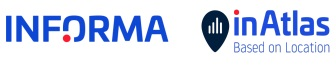 INFORMA
inAtlas
Based on Location